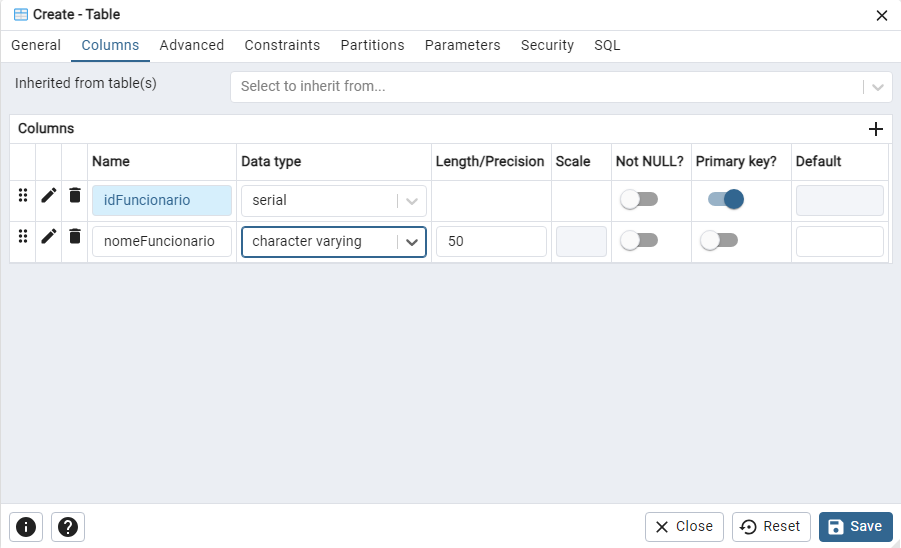 Create - Table
General Columns Advanced Constraints Partitions Parameters Security SQL
Inherited from table(s) Select to inherit from...
Columns
Name Data type Length/Precision Scale Not NULL? Primary key? Default
idFuncionario serial
nomeFuncionario character varying 50
Close Reset Save